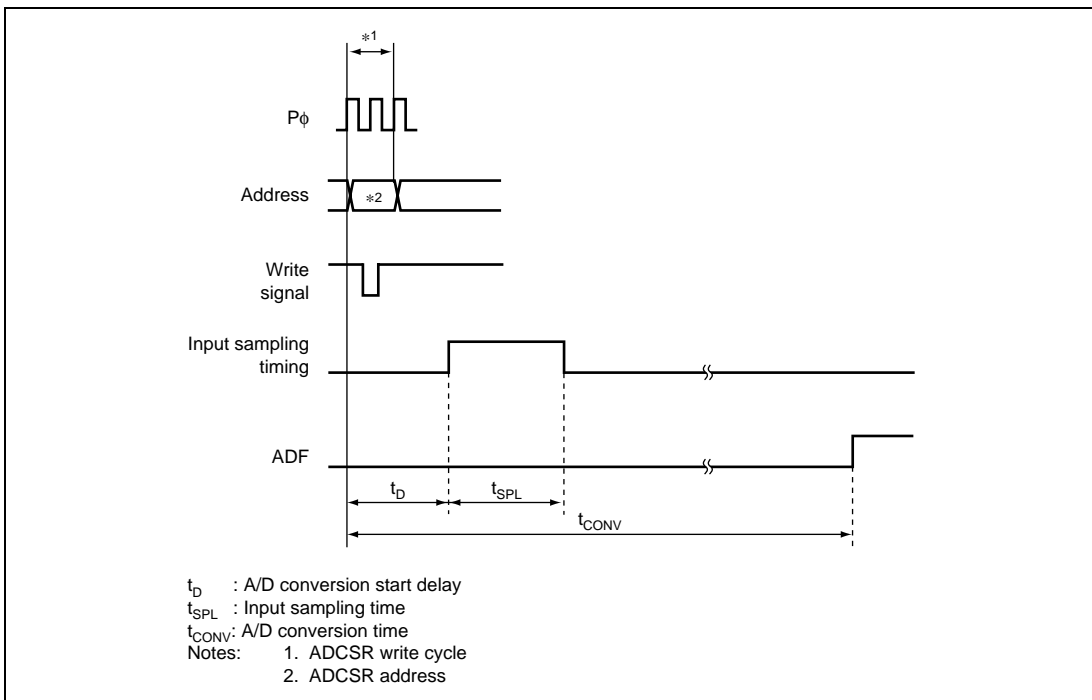 *1
Pϕ
Address
*2
Write
signal
Input sampling
timing
ADF
tD
tSPL
tCONV
tD : A/D conversion start delay
tSPL : Input sampling time
tCONV: A/D conversion time
Notes: 1. ADCSR write cycle
2. ADCSR address